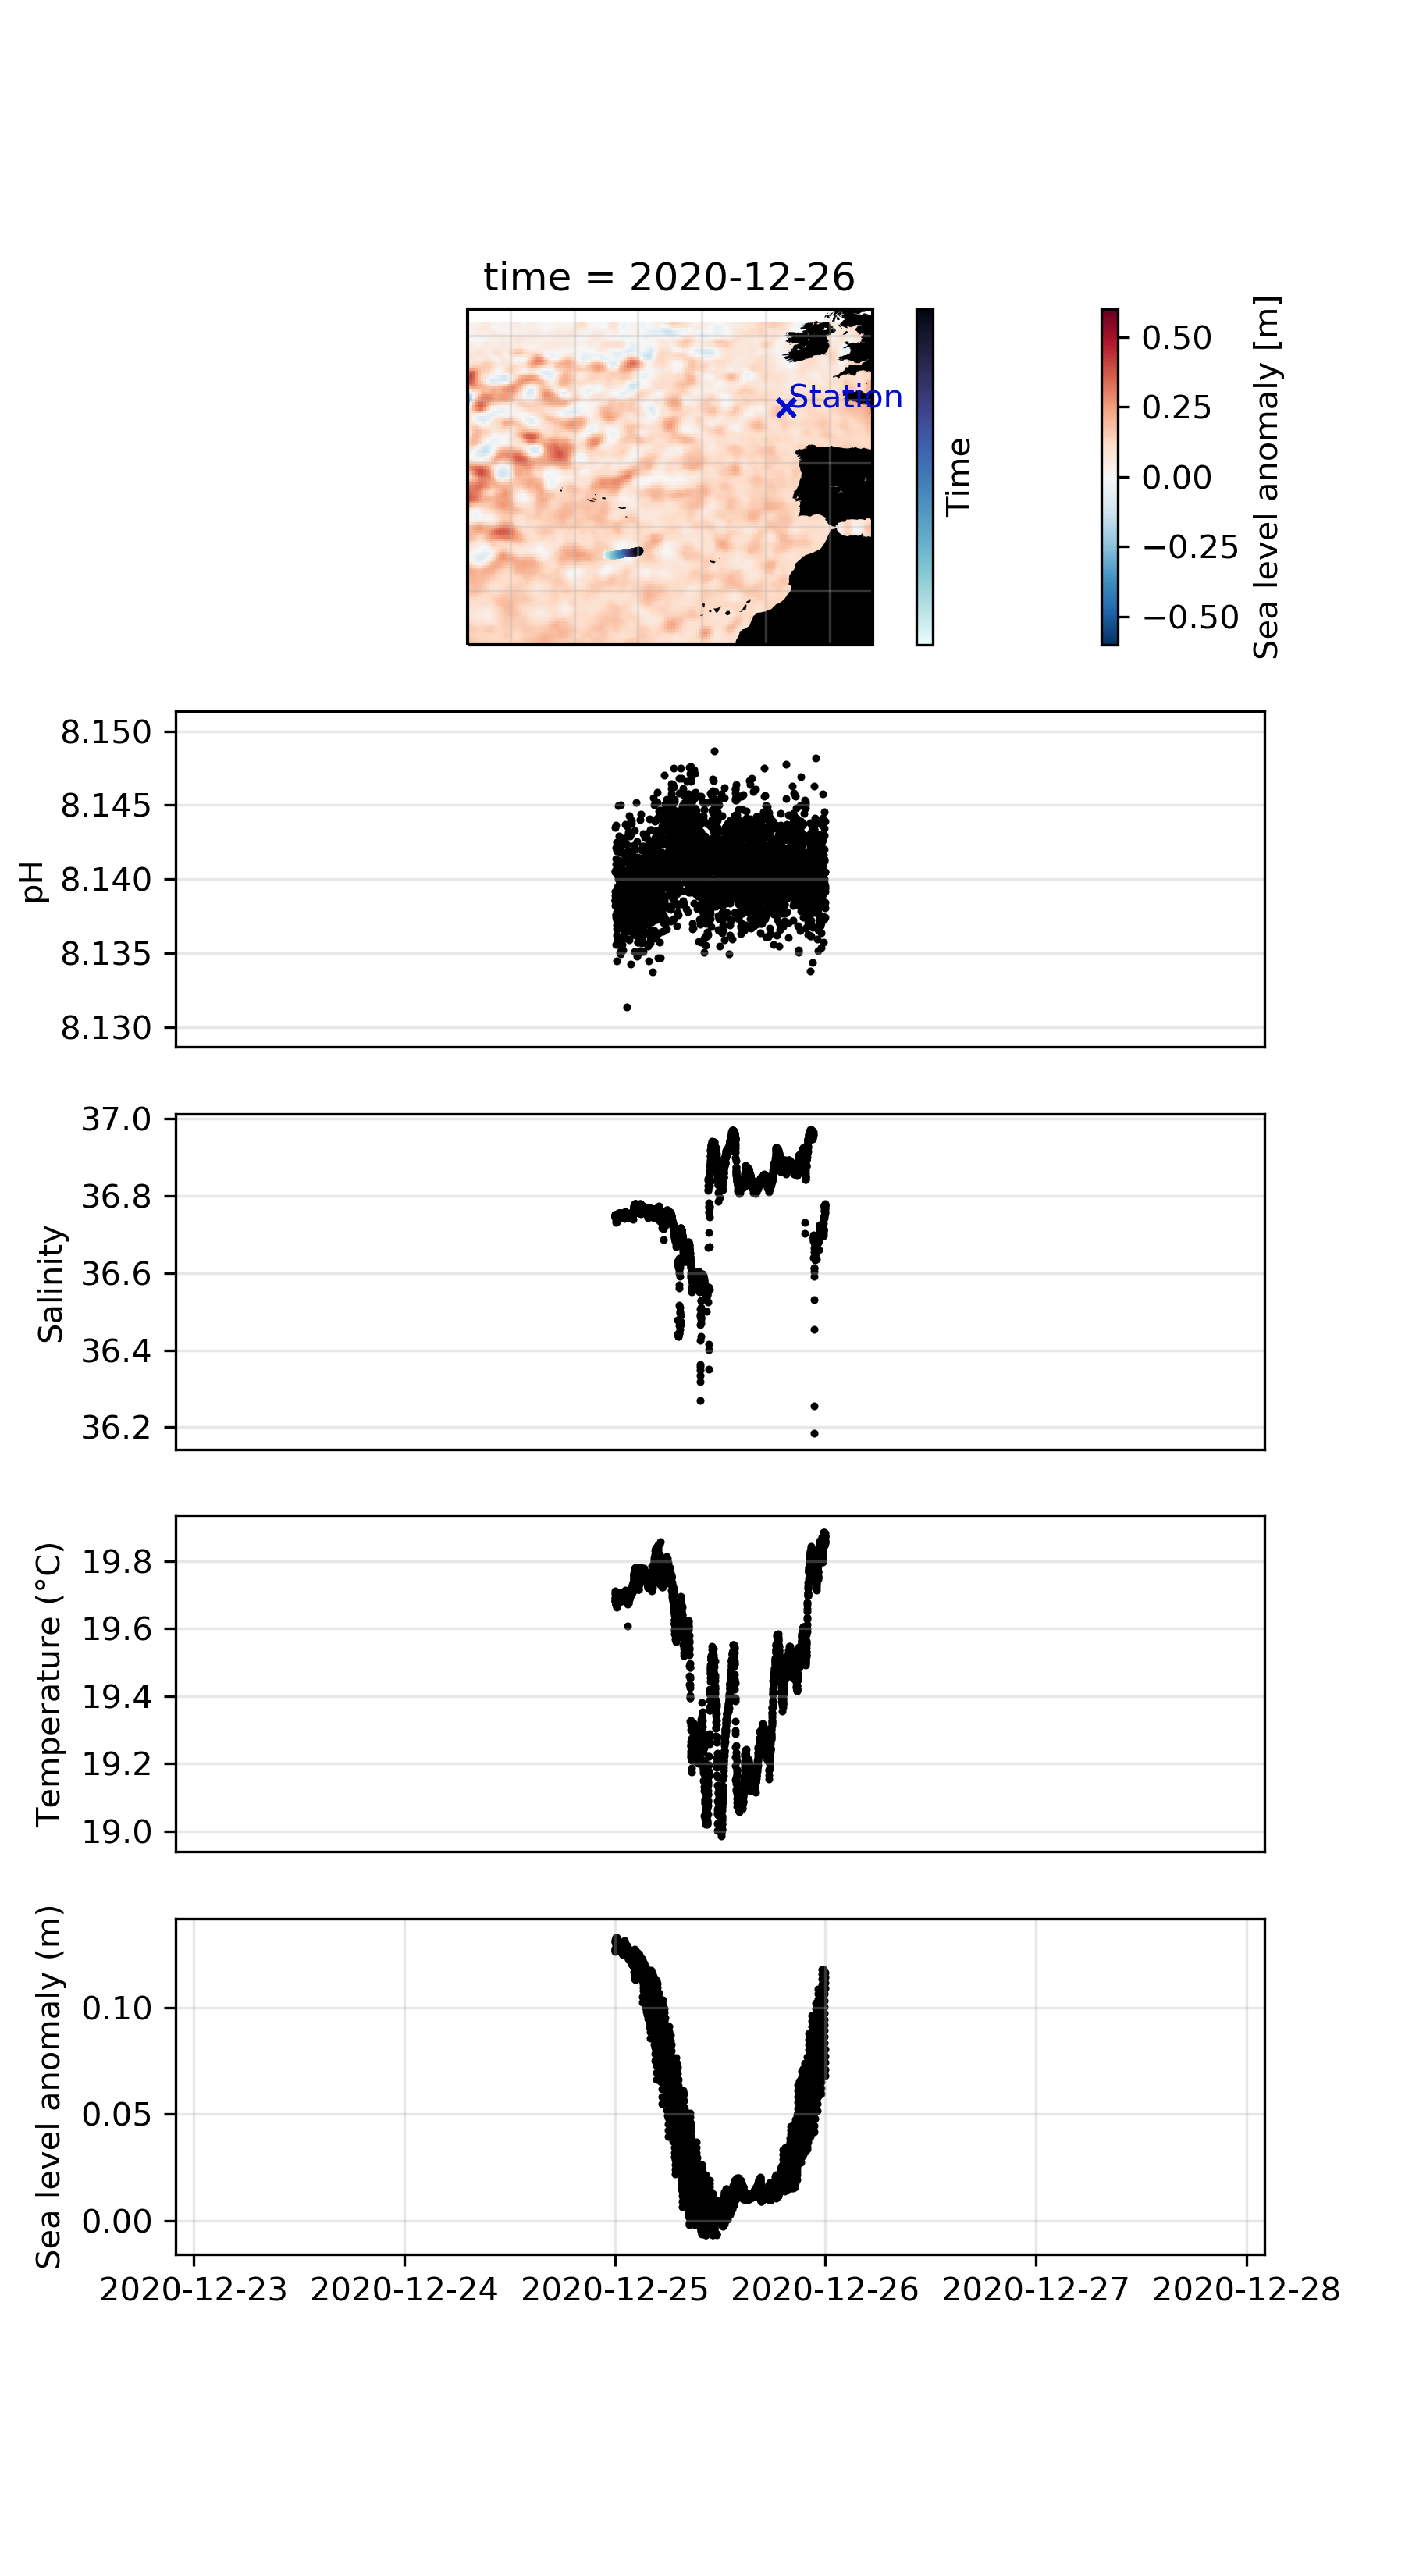 time = 2020-12-26
Station
Time
0.50
0.25
0.00
−0.25
−0.50
Sea level anomaly [m]
8.150
8.145
8.140
8.135
8.130
pH
37.0
36.8
36.6
36.4
36.2
Salinity
19.8
19.6
19.4
19.2
19.0
Temperature (°C)
0.10
0.05
0.00
Sea level anomaly (m)
2020-12-23 2020-12-24 2020-12-25 2020-12-26 2020-12-27 2020-12-28